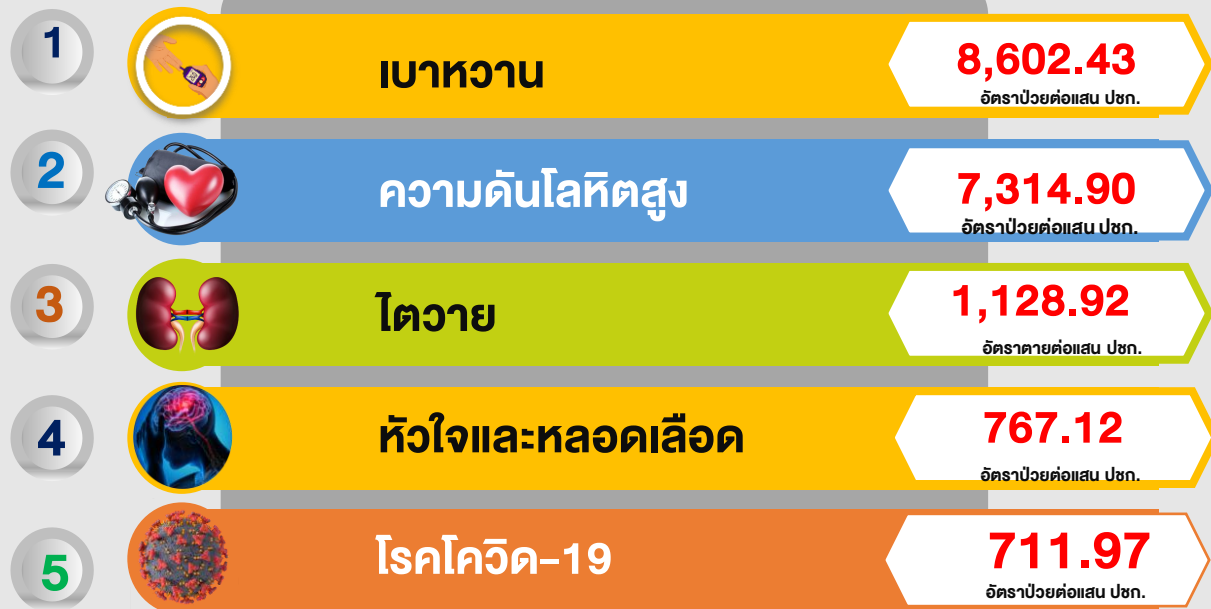 1
เบาหวาน
8,602.43
อัตราป่วยต่อแสน ปชก.
2
ความดันโลหิตสูง
7,314.90
อัตราป่วยต่อแสน ปชก.
3
ไตวาย
1,128.92
อัตราตายต่อแสน ปชก.
4
หัวใจและหลอดเลือด
767.12
อัตราป่วยต่อแสน ปชก.
5
โรคโควิด-19
711.97
อัตราป่วยต่อแสน ปชก.